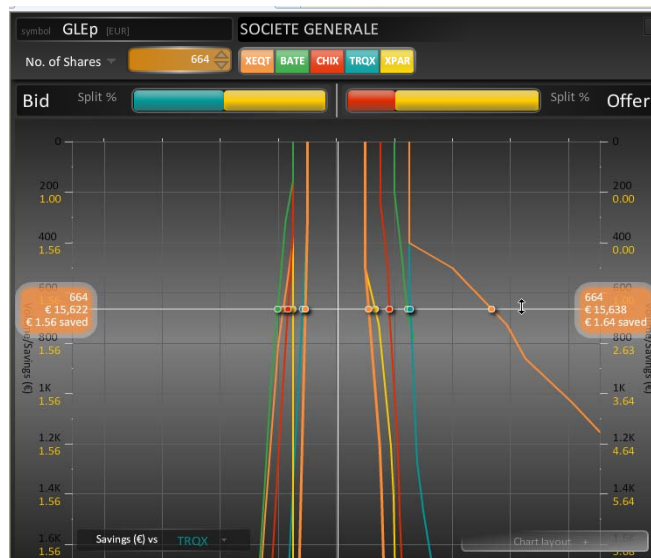 symbol GLEp [EUR] SOCIETE GENERALE
No. of Shares 664 XEQT BATE CHIX TRQX XPAR
Bid Split % Split % Offer
0 0
200 200
1.00 0.00
400 400
1.56 0.00
600 600
664 664
€ 15,622 € 15,638
€ 1.56 saved € 1.64 saved
800 800
1.56 2.63
1K 1K
1.56 3.64
1.2K 1.2K
1.56 4.64
1.4K 1.4K
1.56 5.64
1.6K 1.6K
1.56
/Savings (€) /Savings (€)
Savings (€) vs TRQX
Chart layout +